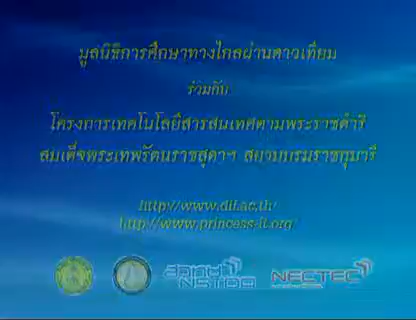 มูลนิธิการศึกษาทางไกลผ่านดาวเทียม
ร่วมกับ
โครงการเทคโนโลยีสารสนเทศตามพระราชดำริ
สมเด็จพระเทพรัตนราชสุดาฯ สยามบรมราชกุมารี
http://www.dlf.ac.th/
http://www.princess-it.org/
สวทช NECTEC
NSTDA